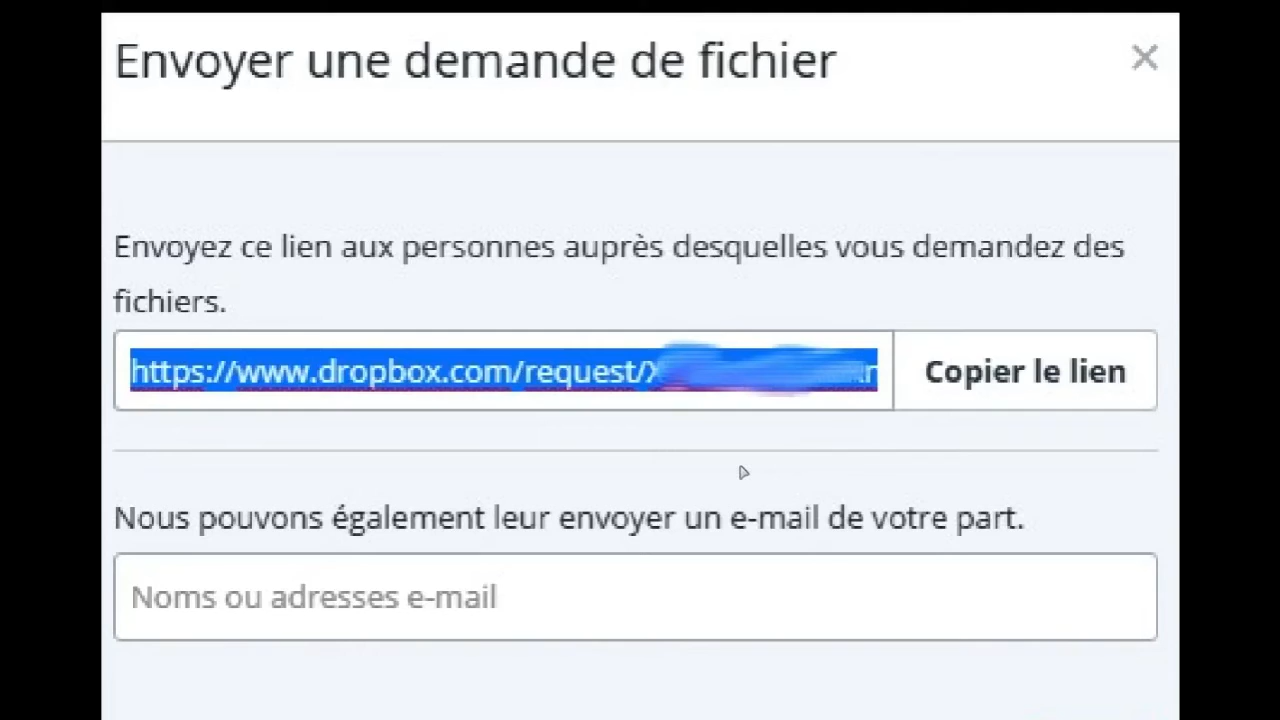 Envoyer une demande de fichier
Envoyez ce lien aux personnes auprès desquelles vous demandez des
fichiers.
https://www.dropbox.com/request/X
Copier le lien
Nous pouvons également leur envoyer un e-mail de votre part.
Noms ou adresses e-mail